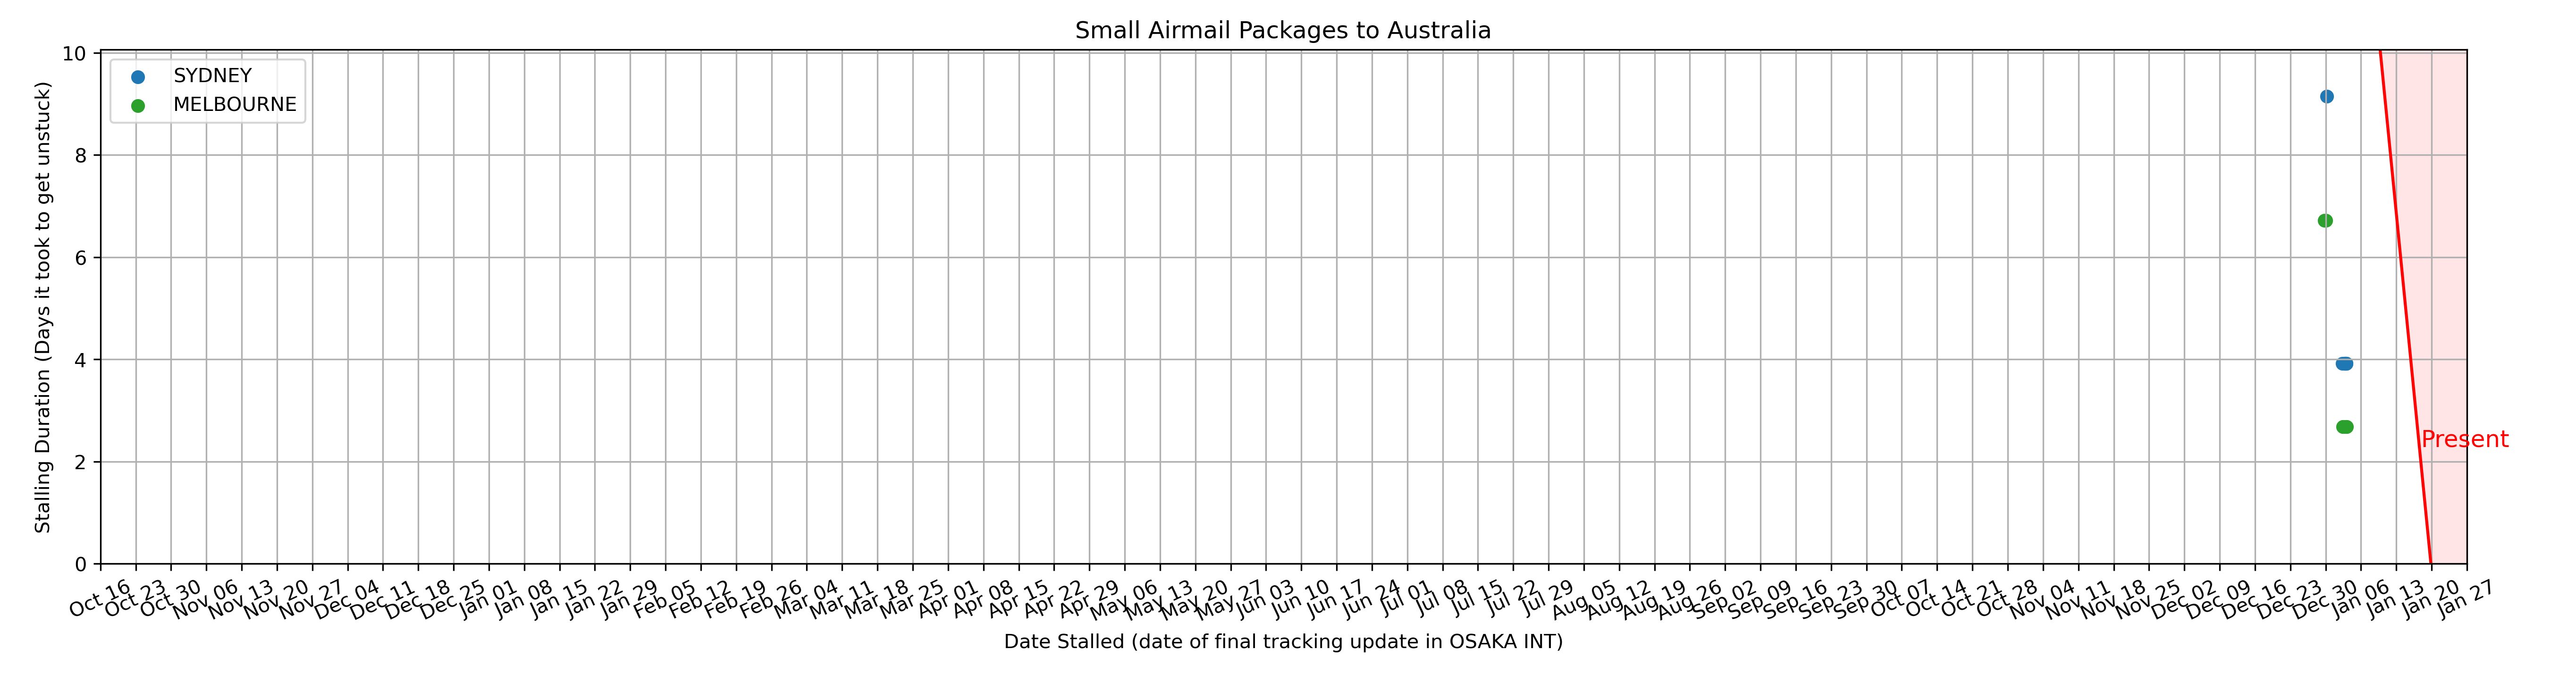 Small Airmail Packages to Australia
10
8
6
4
2
0
Stalling Duration (Days it took to get unstuck)
SYDNEY
MELBOURNE
Present
Oct 16 Oct 23 Oct 30 Nov 06 Nov 13 Nov 20 Nov 27 Dec 04 Dec 11 Dec 18 Dec 25 Jan 01 Jan 08 Jan 15 Jan 22 Jan 29 Feb 05 Feb 12 Feb 19 Feb 26 Mar 04 Mar 11 Mar 18 Mar 25 Apr 01 Apr 08 Apr 15 Apr 22 Apr 29 May 06 May 13 May 20 May 27 Jun 03 Jun 10 Jun 17 Jun 24 Jul 01 Jul 08 Jul 15 Jul 22 Jul 29 Aug 05 Aug 12 Aug 19 Aug 26 Sep 02 Sep 09 Sep 16 Sep 23 Sep 30 Oct 07 Oct 14 Oct 21 Oct 28 Nov 04 Nov 11 Nov 18 Nov 25 Dec 02 Dec 09 Dec 16 Dec 23 Dec 30 Jan 06 Jan 13 Jan 20 Jan 27
Date Stalled (date of final tracking update in OSAKA INT)